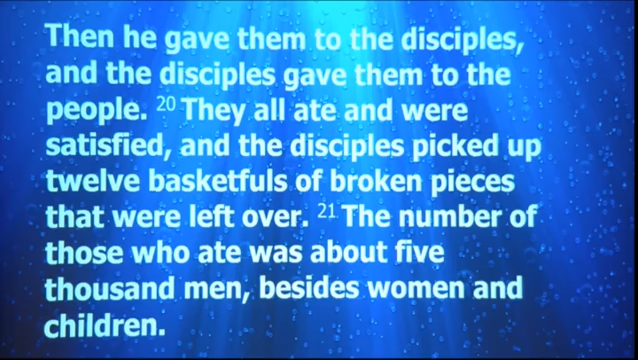 Then he gave them to the disciples,
and the disciples gave them to the
people. 20 They all ate and were
satisfied, and the disciples picked up
twelve basketfuls of broken pieces
that were left over. 21 The number of
those who ate was about five
thousand men, besides women and
children.